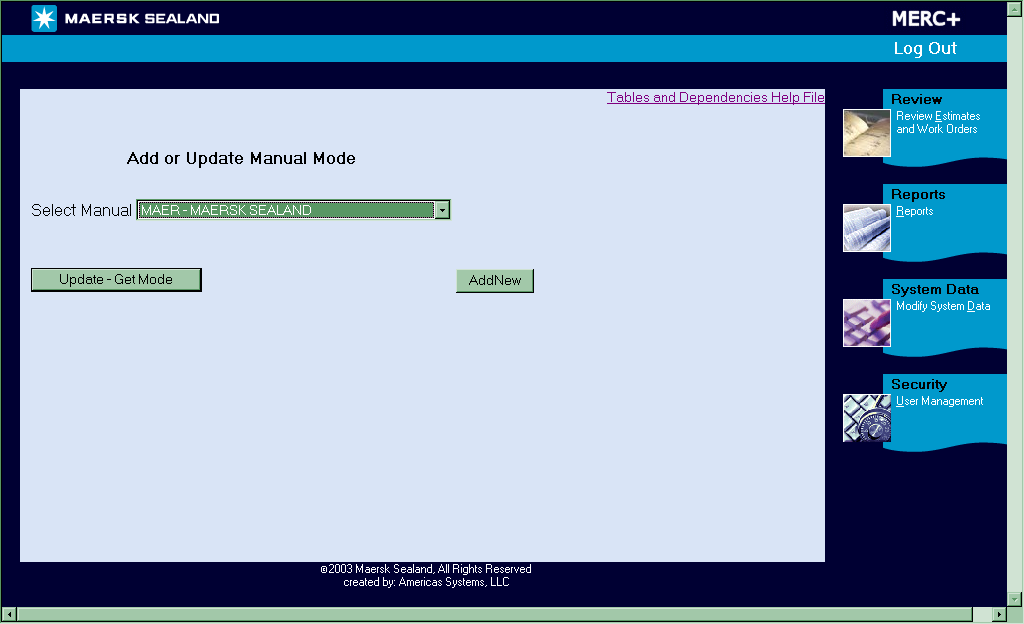 MAERSK SEALAND
MERC+
Log Out
Tables and Dependencies Help File
Add or Update Manual Mode
Select Manual MAER - MAERSK SEALAND
Update - Get Mode
AddNew
Review
Review Estimates
and Work Orders
Reports
Reports
System Data
Modify System Data
Security
User Management
©2003 Maersk Sealand, All Rights Reserved
created by: Americas Systems, LLC